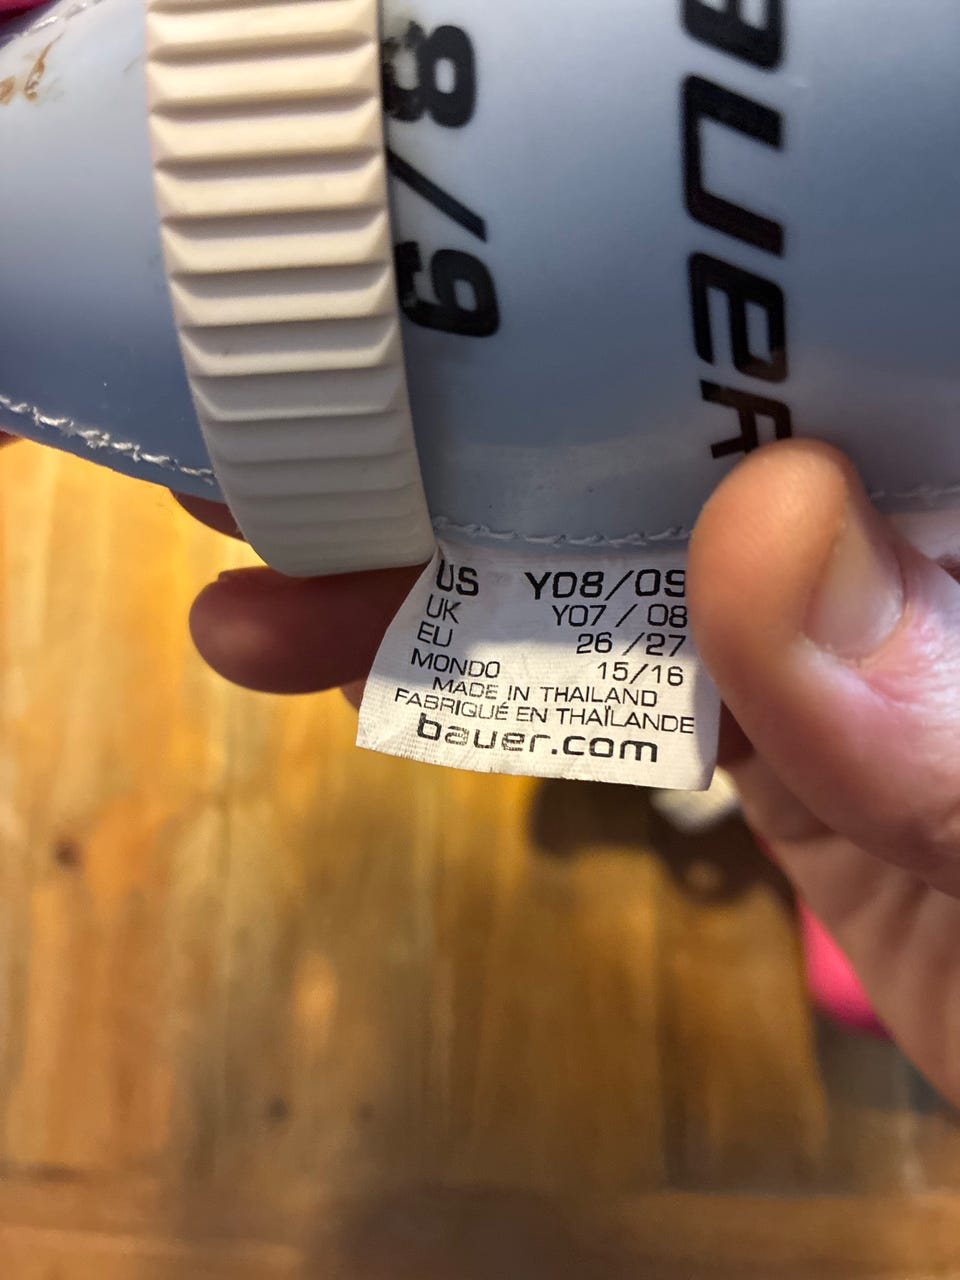 8/9
BAUER
US Y08/09
UK Y07 / 08
EU 26 /27
MONDO 15/16
MADE IN THAILAND
FABRIQUÉ EN THAÏLANDE
bauer.com